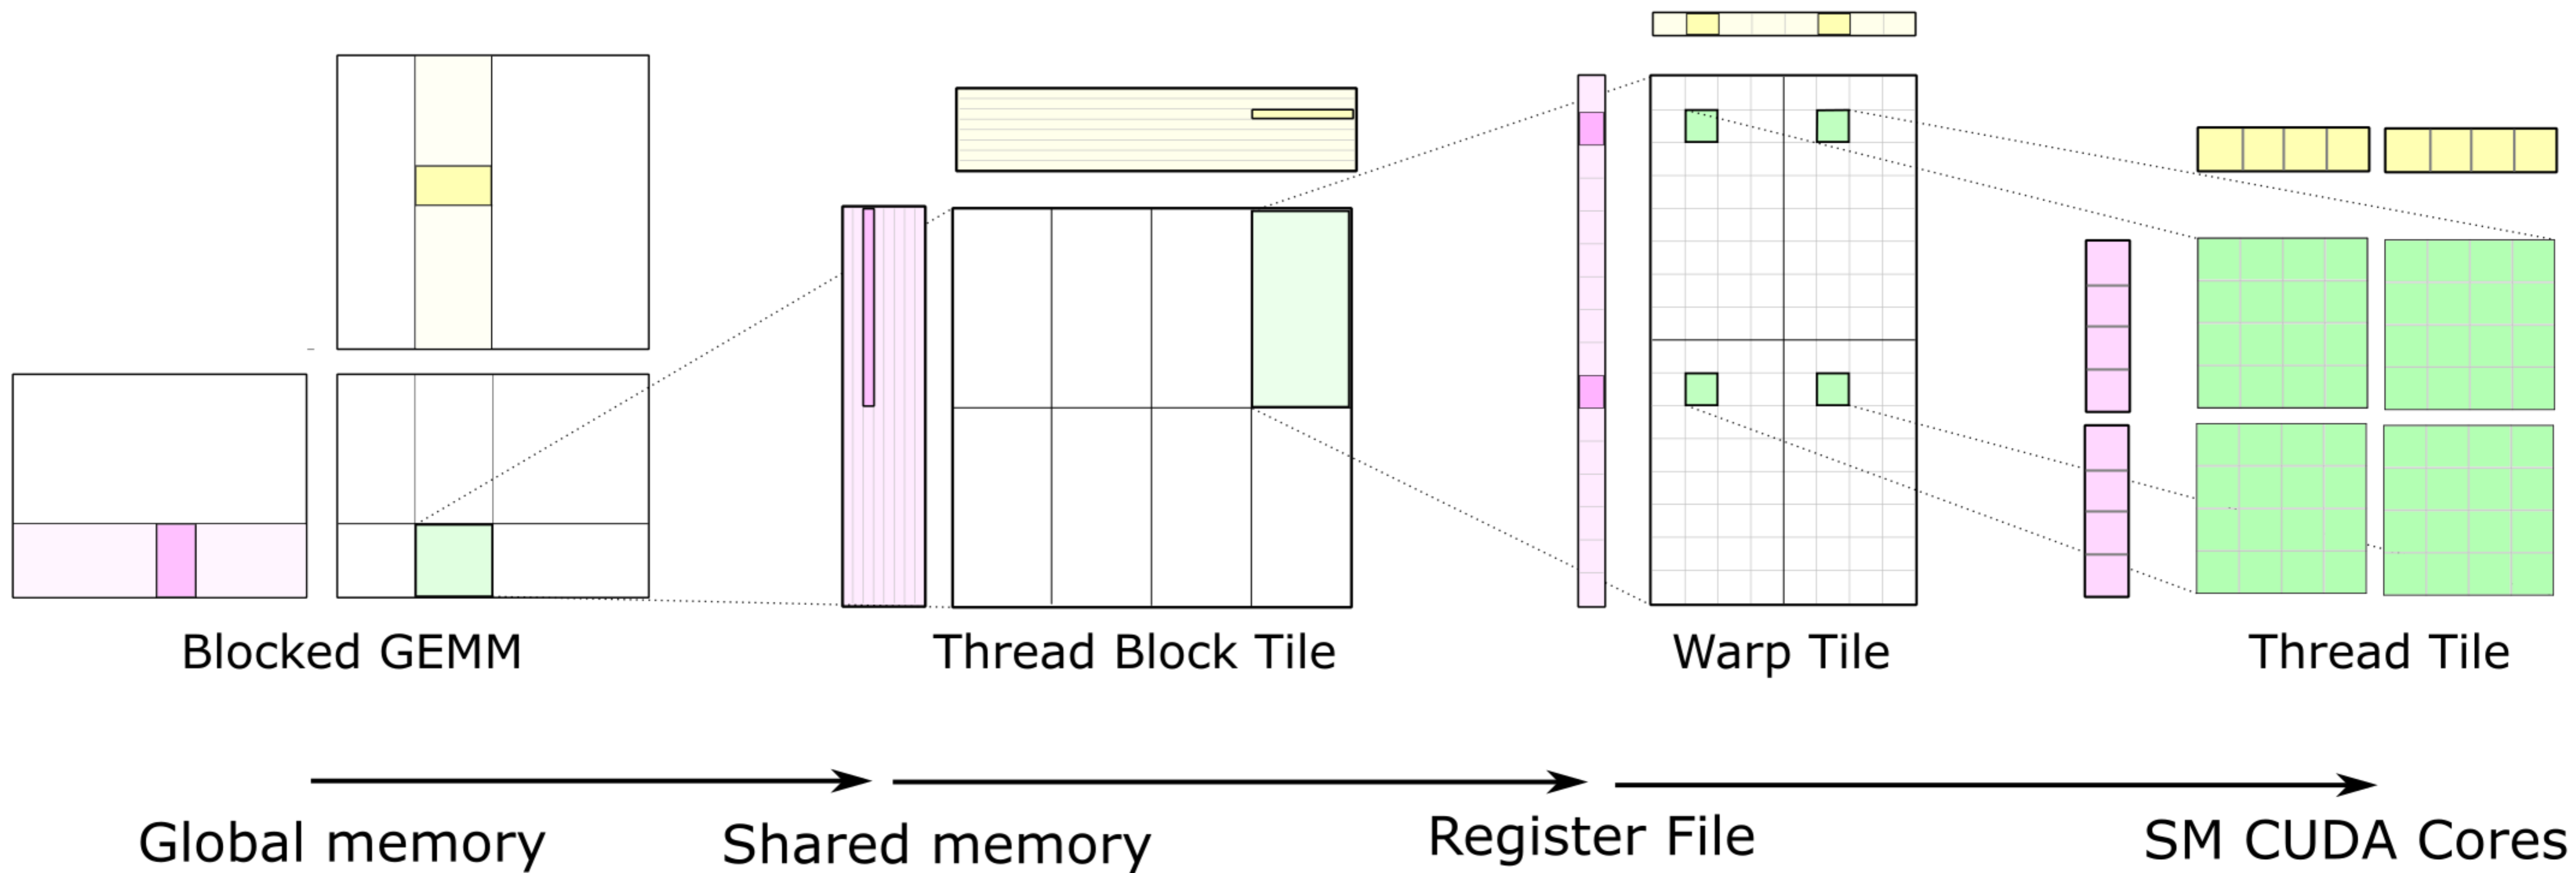 Blocked GEMM
Thread Block Tile
Warp Tile
Thread Tile
Global memory
Shared memory
Register File
SM CUDA Cores